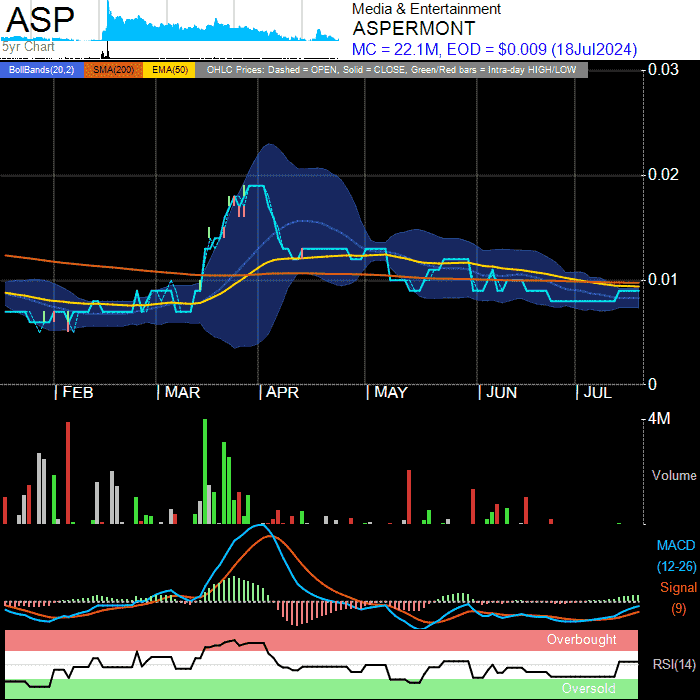 ASP
5yr Chart
Media & Entertainment
ASPERMONT
MC = 22.1M, EOD = $0.009 (18Jul2024)
BollBands(20,2) SMA(200) EMA(50) OHLC Prices: Dashed = OPEN, Solid = CLOSE, Green/Red bars = Intra-day HIGH/LOW
0.03
0.02
0.01
0
FEB MAR APR MAY JUN JUL
4M
Volume
MACD
(12-26)
Signal
(9)
Overbought
RSI(14)
Oversold